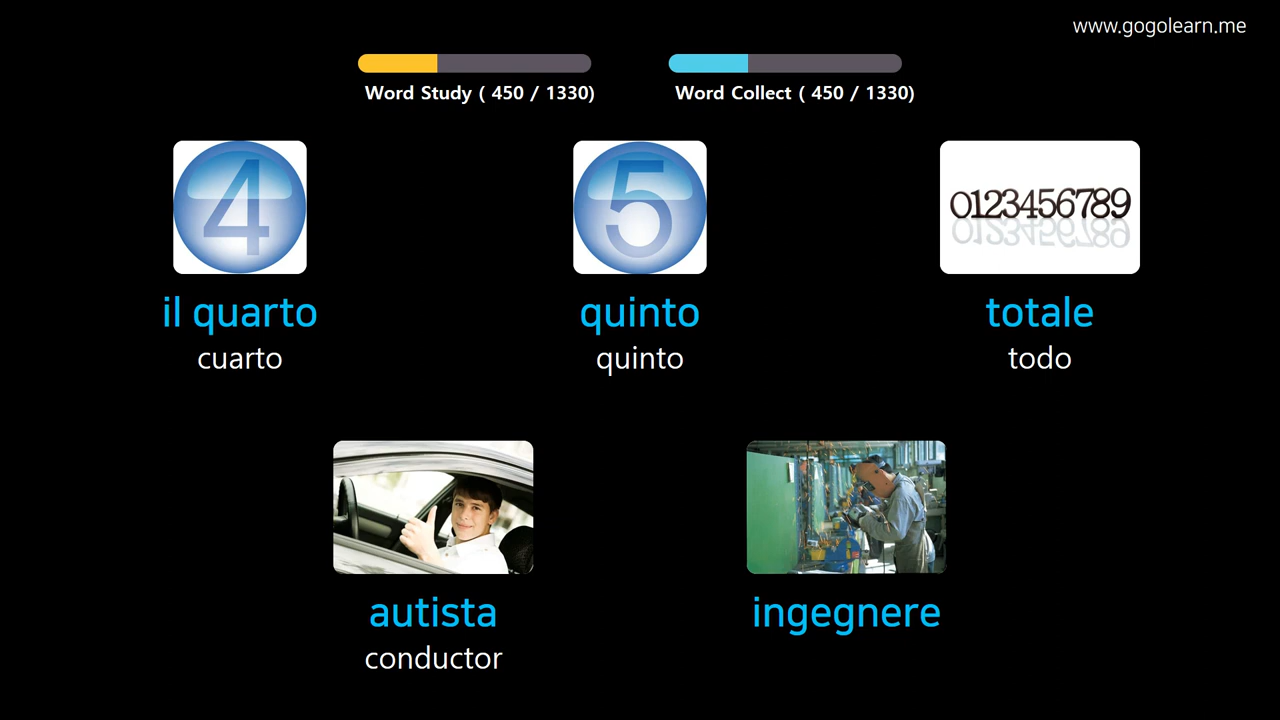 www.gogolearn.me
Word Study ( 450 / 1330)
Word Collect ( 450 / 1330)
4
5
0123456789
il quarto
quinto
totale
cuarto
quinto
todo
autista
ingegnere
conductor